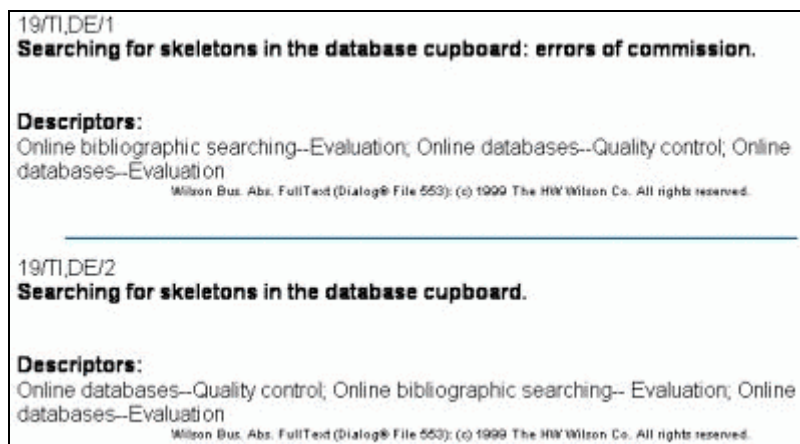 19/TI,DE/1
Searching for skeletons in the database cupboard: errors of commission.
Descriptors:
Online bibliographic searching--Evaluation; Online databases--Quality control; Online
databases--Evaluation
Wilson Bus. Abs. FullText (Dialog® File 553): (c) 1999 The HW Wilson Co. All rights reserved.
19/TI,DE/2
Searching for skeletons in the database cupboard.
Descriptors:
Online databases--Quality control; Online bibliographic searching-- Evaluation; Online
databases--Evaluation
Wilson Bus. Abs. FullText (Dialog® File 553): (c) 1999 The HW Wilson Co. All rights reserved.